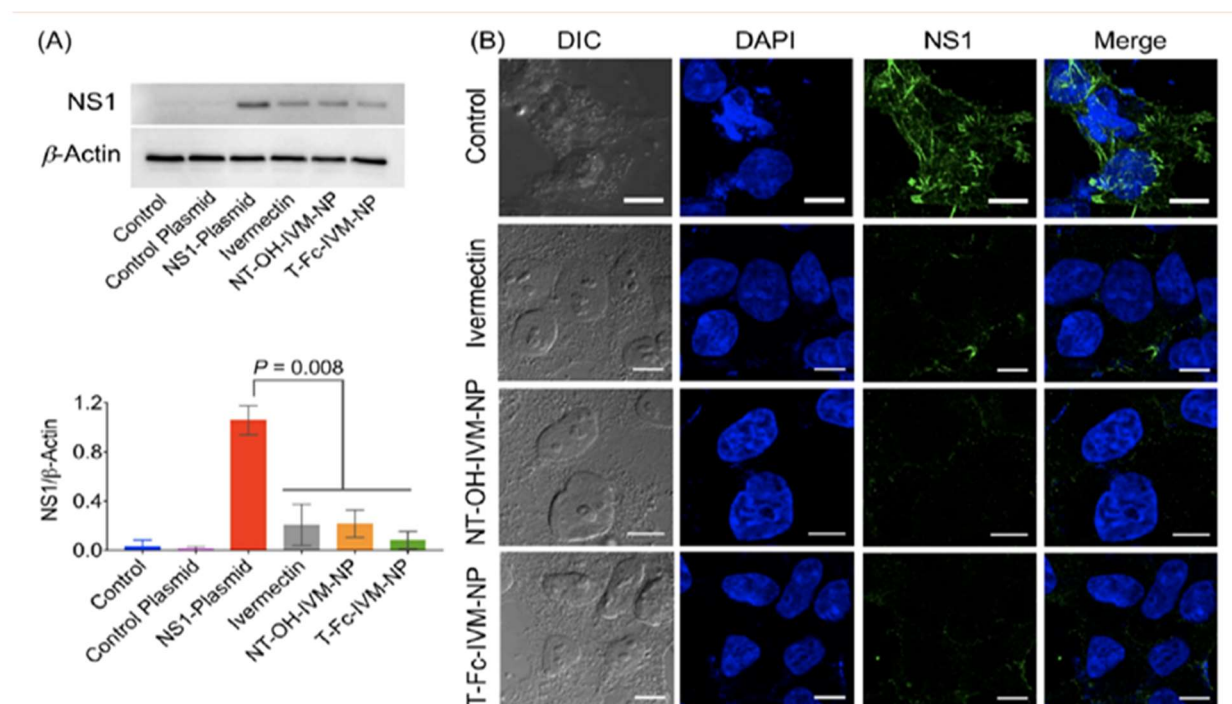 (A)
NS1
β-Actin
Control
Control Plasmid
NS1-Plasmid
Ivermectin
NT-OH-IVM-NP
T-Fc-IVM-NP
P = 0.008
NS1/β-Actin
1.2
0.8
0.4
0.0
Control
Control Plasmid
NS1-Plasmid
Ivermectin
NT-OH-IVM-NP
T-Fc-IVM-NP
(B)
DIC
DAPI
NS1
Merge
Control
Ivermectin
NT-OH-IVM-NP
T-Fc-IVM-NP